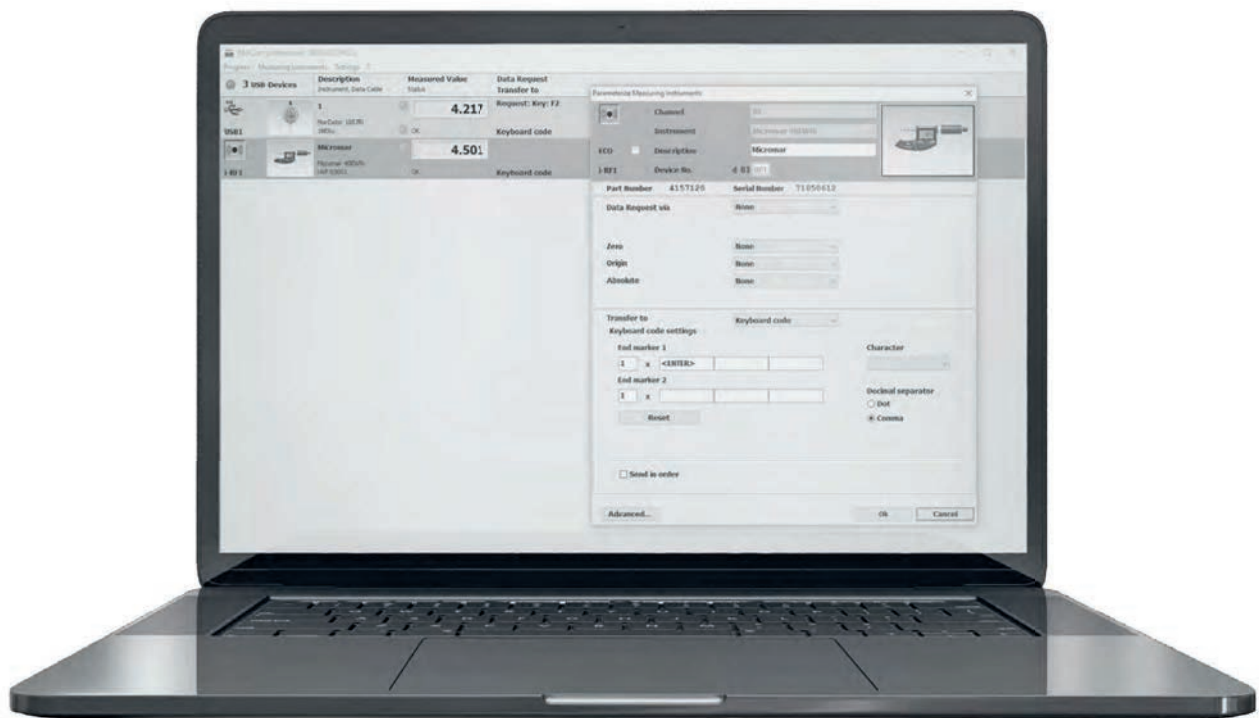 3 USB Devices
Description
Measured Value
Data Request
Instrument, Data Cable
Status
Transfer to
1
4.217
Request: Key: F2
USB1
OK
Keyboard code
Micromar
4.501
i-RF1
OK
Keyboard code
Parameterize Measuring Instruments
Channel
Instrument
ECO
Description
Micromar
i-RF1
Device No.
Part Number
4157120
Serial Number
Data Request via
None
Zero
None
Origin
None
Absolute
None
Transfer to
Keyboard code
Keyboard code settings
End marker 1
Character
1 x <ENTER>
End marker 2
Decimal separator
1 x
Dot
Reset
Comma
Send in order
Advanced...
Ok
Cancel